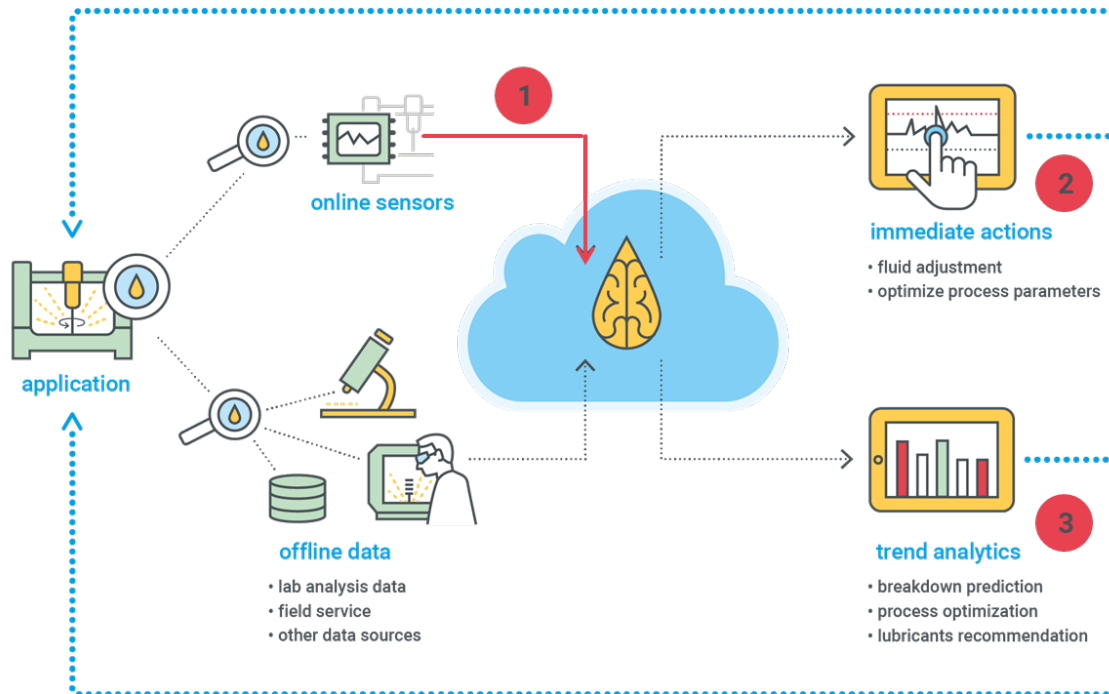 1
online sensors
2
immediate actions
• fluid adjustment
• optimize process parameters
application
offline data
• lab analysis data
• field service
• other data sources
3
trend analytics
• breakdown prediction
• process optimization
• lubricants recommendation